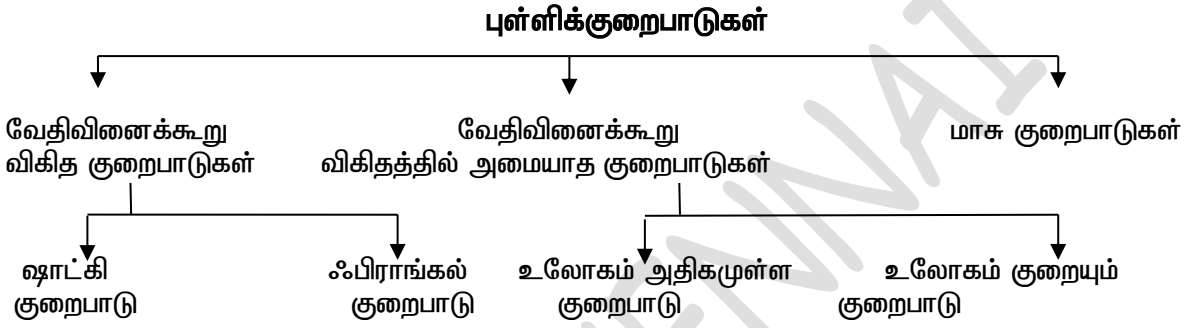 புள்ளிக்குறைபாடுகள்
வேதிவினைக்கூறு
விகித குறைபாடுகள்
வேதிவினைக்கூறு
விகிதத்தில் அமையாத குறைபாடுகள்
மாசு குறைபாடுகள்
ஷாட்கி
குறைபாடு
ஃபிராங்கல்
குறைபாடு
உலோகம் அதிகமுள்ள
குறைபாடு
உலோகம் குறையும்
குறைபாடு